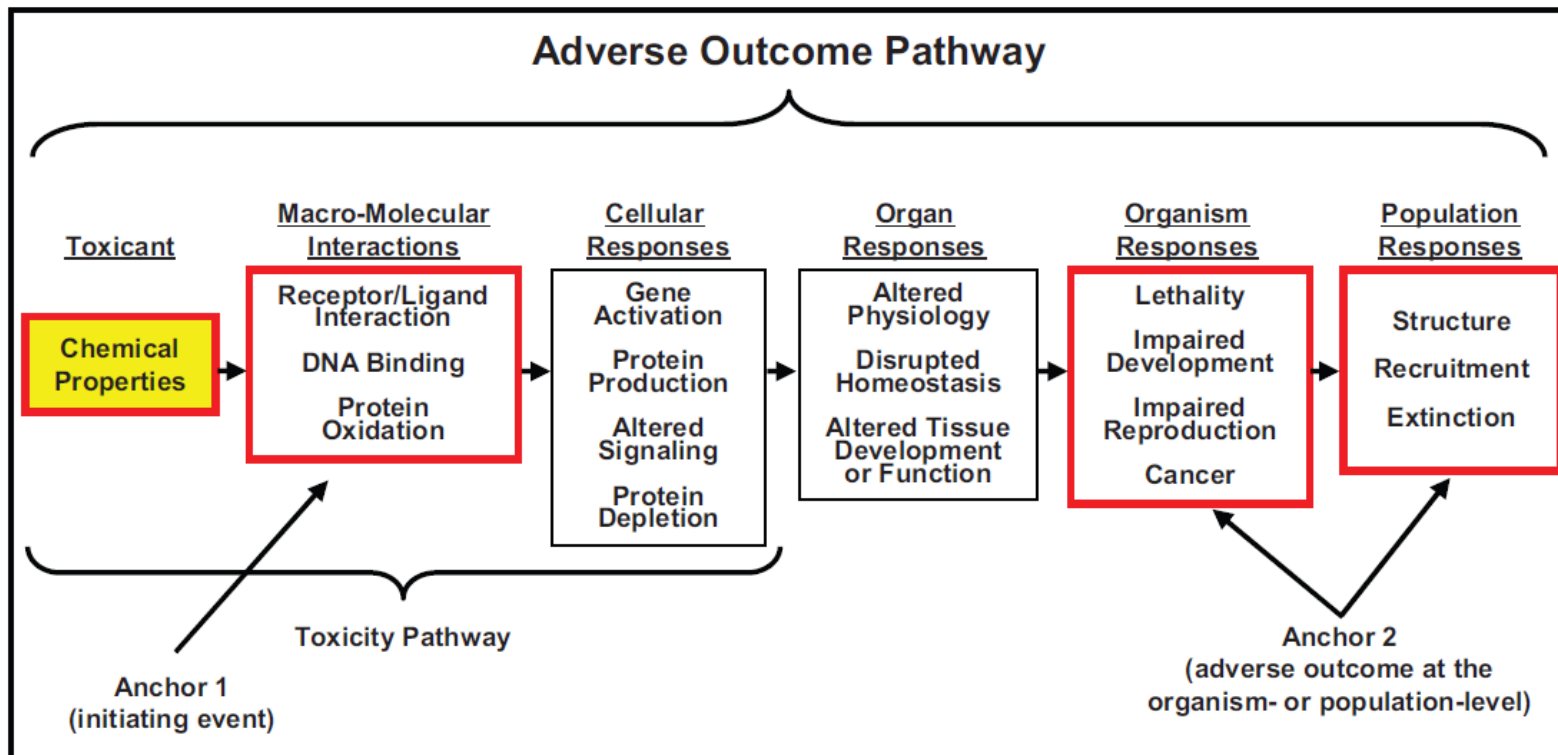 Adverse Outcome Pathway
Toxicant
Chemical
Properties
Macro-Molecular
Interactions
Receptor/Ligand
Interaction
DNA Binding
Protein
Oxidation
Cellular
Responses
Gene
Activation
Protein
Production
Altered
Signaling
Protein
Depletion
Organ
Responses
Altered
Physiology
Disrupted
Homeostasis
Altered Tissue
Development
or Function
Organism
Responses
Lethality
Impaired
Development
Impaired
Reproduction
Cancer
Population
Responses
Structure
Recruitment
Extinction
Toxicity Pathway
Anchor 1
(initiating event)
Anchor 2
(adverse outcome at the
organism- or population-level)